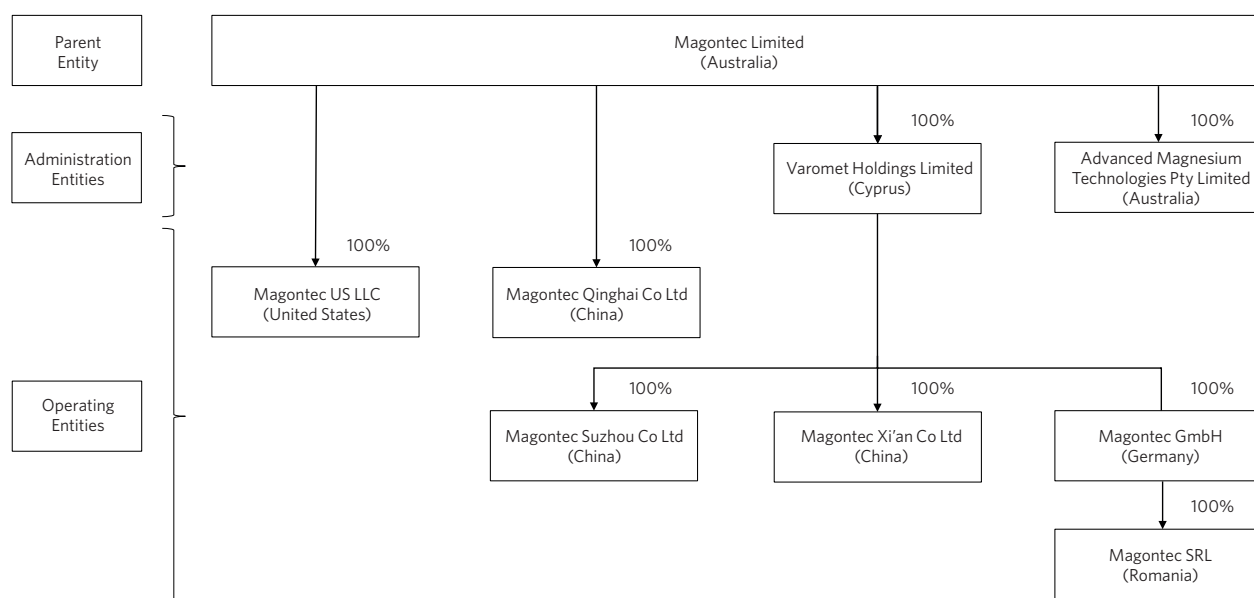 Parent
Entity
Magontec Limited
(Australia)
100%
100%
Administration
Entities
Varomet Holdings Limited
(Cyprus)
Advanced Magnesium
Technologies Pty Limited
(Australia)
100%
100%
Magontec US LLC
(United States)
Magontec Qinghai Co Ltd
(China)
100%
100%
100%
Operating
Entities
Magontec Suzhou Co Ltd
(China)
Magontec Xi'an Co Ltd
(China)
Magontec GmbH
(Germany)
100%
Magontec SRL
(Romania)